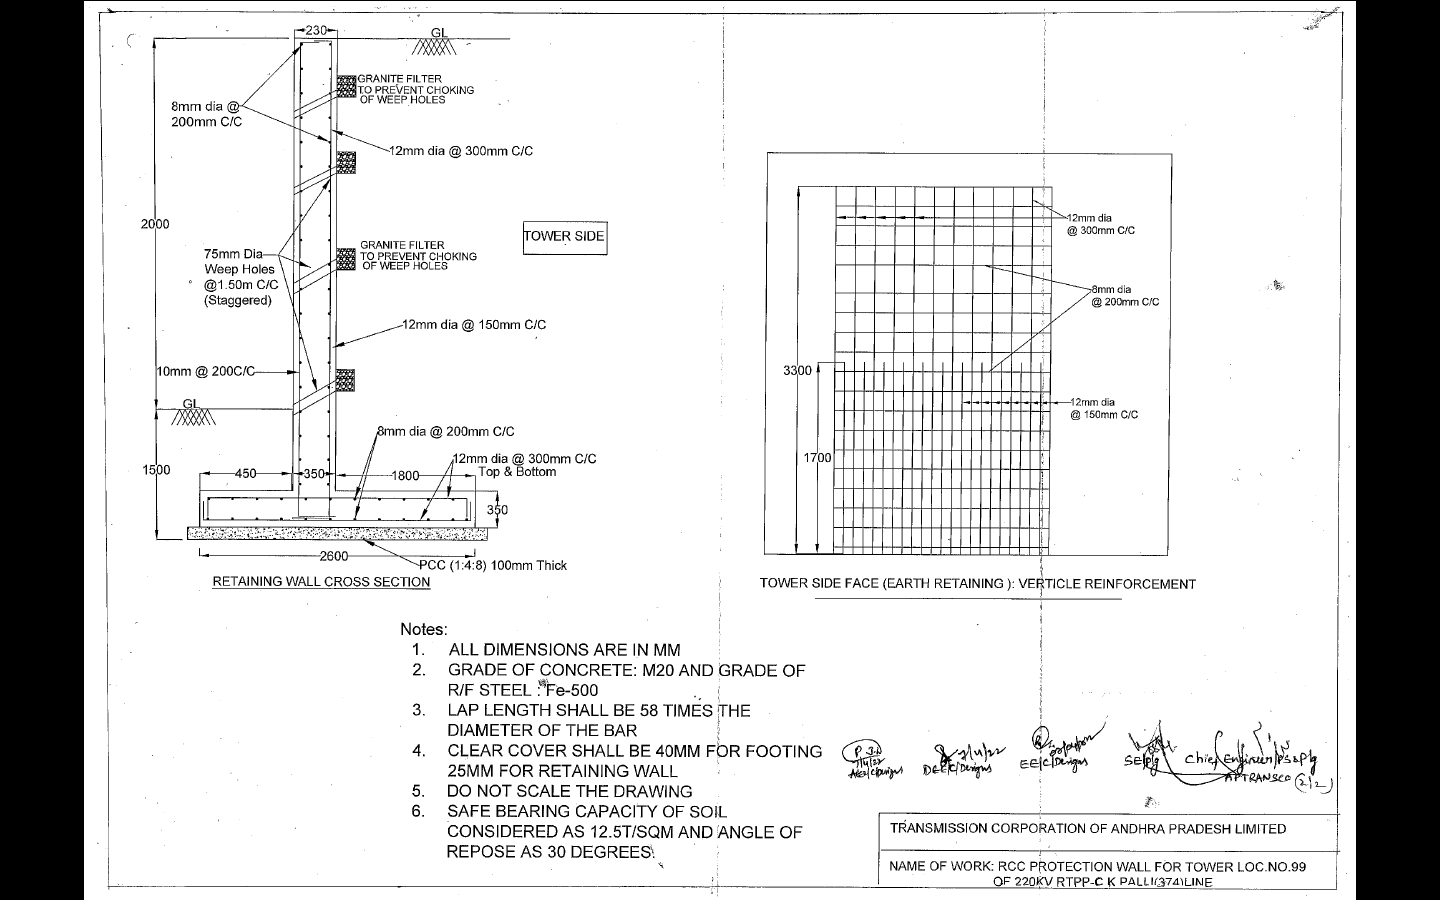 230
GL
GRANITE FILTER
TO PREVENT CHOKING
OF WEEP HOLES
8mm dia @
200mm C/C
12mm dia @ 300mm C/C
2000
TOWER SIDE
GRANITE FILTER
TO PREVENT CHOKING
OF WEEP HOLES
75mm Dia
Weep Holes
@1.50m C/C
(Staggered)
12mm dia @ 150mm C/C
10mm @ 200C/C
GL
8mm dia @ 200mm C/C
12mm dia @ 300mm C/C
Top & Bottom
1500
450
350
1800
350
2600
PCC (1:4:8) 100mm Thick
RETAINING WALL CROSS SECTION
12mm dia
@ 300mm C/C
8mm dia
@ 200mm C/C
3300
12mm dia
@ 150mm C/C
1700
TOWER SIDE FACE (EARTH RETAINING ): VERTICLE REINFORCEMENT
Notes:
1. ALL DIMENSIONS ARE IN MM
2. GRADE OF CONCRETE: M20 AND GRADE OF
R/F STEEL : Fe-500
3. LAP LENGTH SHALL BE 58 TIMES THE
DIAMETER OF THE BAR
4. CLEAR COVER SHALL BE 40MM FOR FOOTING
25MM FOR RETAINING WALL
5. DO NOT SCALE THE DRAWING
6. SAFE BEARING CAPACITY OF SOIL
CONSIDERED AS 12.5T/SQM AND ANGLE OF
REPOSE AS 30 DEGREES.
DEE/C/Designs
EE/C/Designs
Chief Engineer/
APTRANSCO
(2/2)
TRANSMISSION CORPORATION OF ANDHRA PRADESH LIMITED
NAME OF WORK: RCC PROTECTION WALL FOR TOWER LOC.NO.99
OF 220KV RTPP-C K PALLI(374)LINE